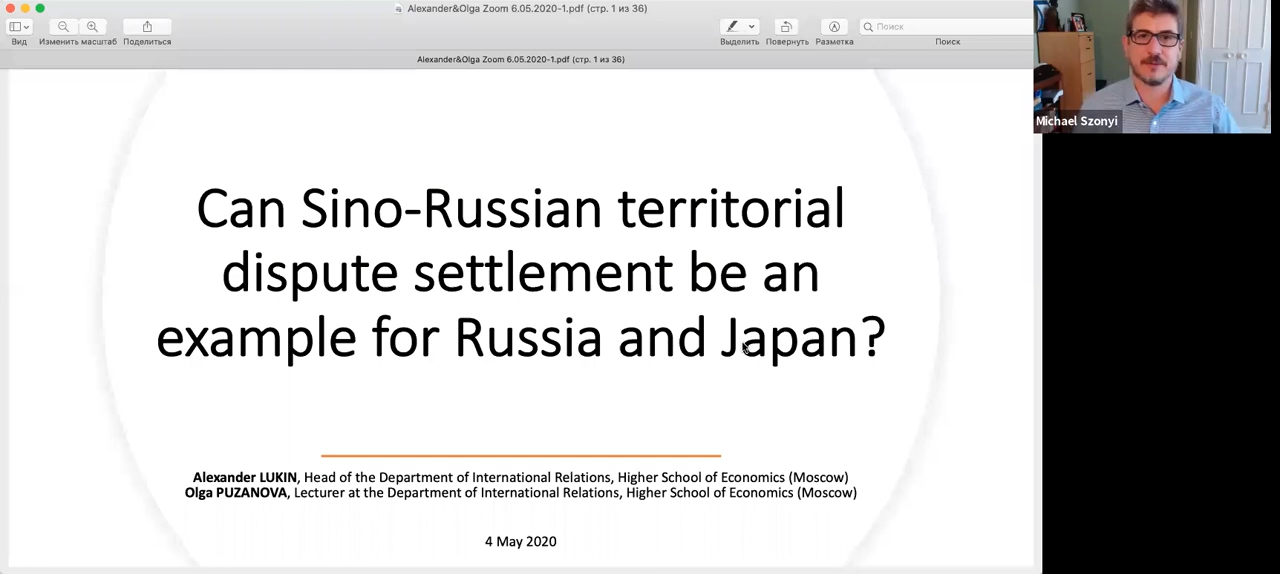 Alexander&Olga Zoom 6.05.2020-1.pdf (стр. 1 из 36)
Вид
Изменить масштаб
Поделиться
Выделить
Повернуть
Разметка
Поиск
Поиск
Alexander&Olga Zoom 6.05.2020-1.pdf (стр. 1 из 36)
Michael Szonyi
Can Sino-Russian territorial
dispute settlement be an
example for Russia and Japan?
Alexander LUKIN, Head of the Department of International Relations, Higher School of Economics (Moscow)
Olga PUZANOVA, Lecturer at the Department of International Relations, Higher School of Economics (Moscow)
4 May 2020